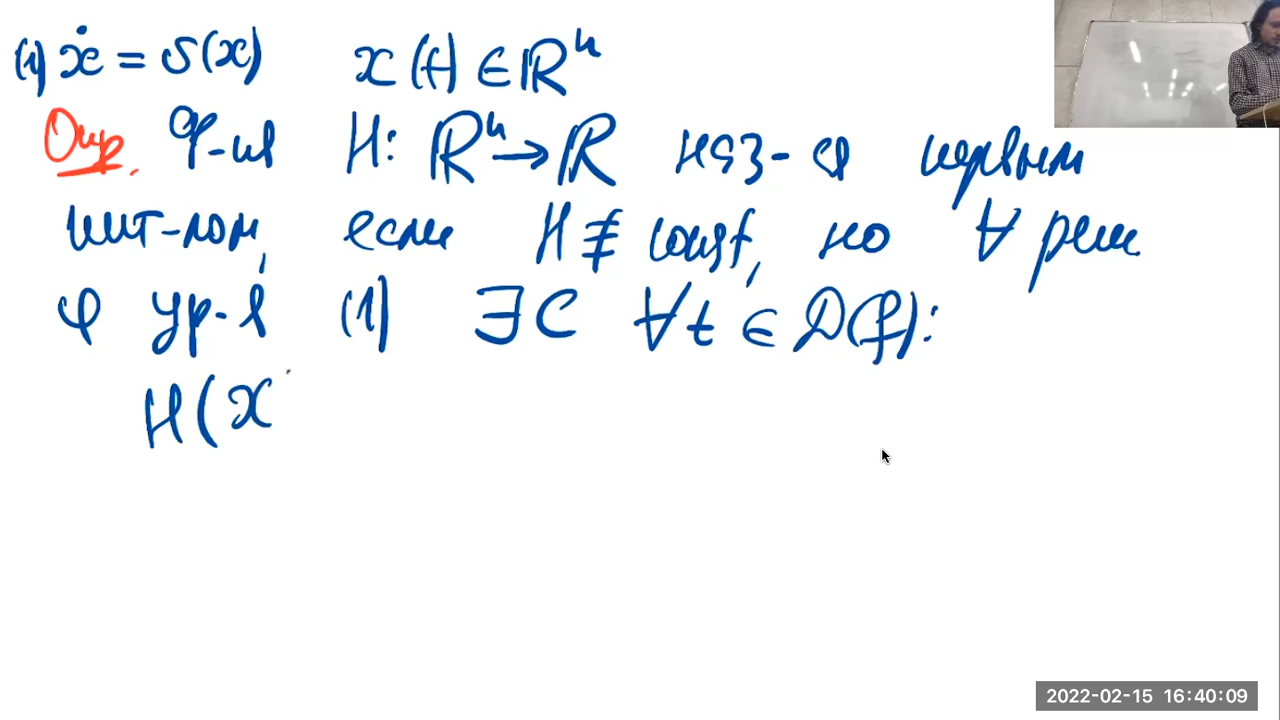 (1) ẋ = v(x) x(t) ∈ ℝⁿ
Опр. Ф-ия H: ℝⁿ → ℝ наз-ся первым
инт-лом, если H ≢ const, но ∀ реш
φ ур-я (1) ∃ C ∀t ∈ D(φ):
H(x
2022-02-15 16:40:09